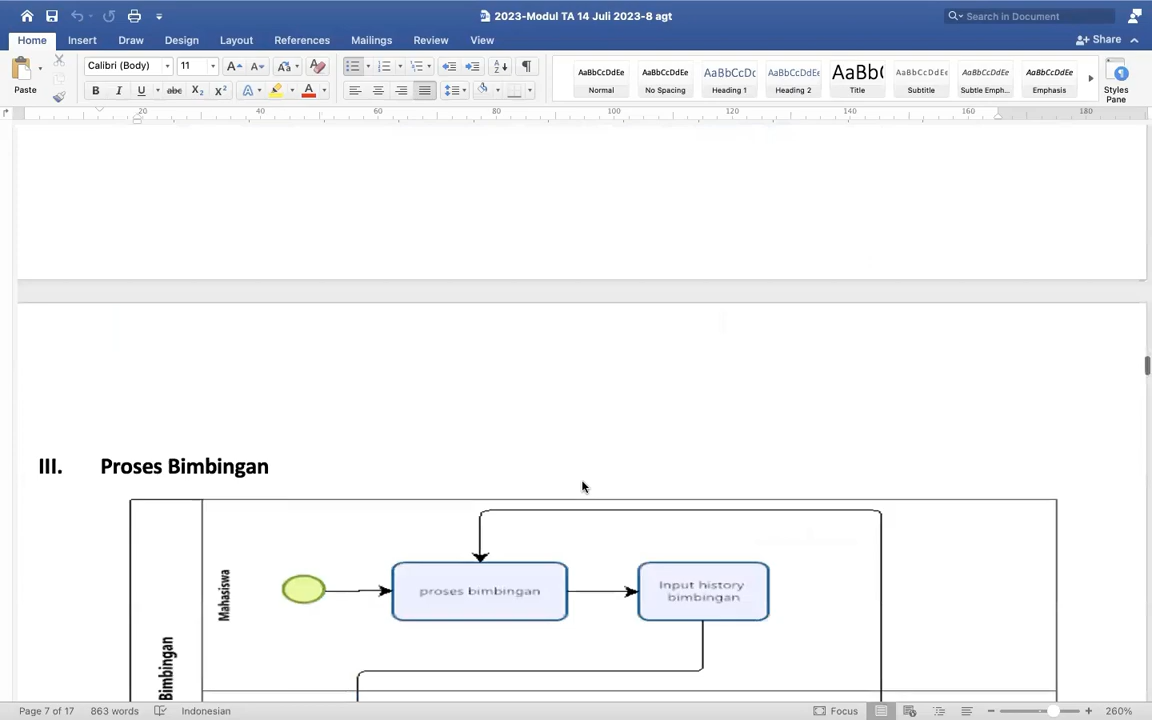 2023-Modul TA 14 Juli 2023-8 agt
Search in Document
Home Insert Draw Design Layout References Mailings Review View
Share
Paste
Calibri (Body) 11
AaBbCcDdEe AaBbCcDdEe AaBbCcDc AaBbCcDdEe AaBb( AaBbCcDdEe AaBbCcDdEe AaBbCcDdEe
Normal No Spacing Heading 1 Heading 2 Title Subtitle Subtle Emph... Emphasis
Styles
Pane
20 40 60 80 100 120 140 160 180
III. Proses Bimbingan
Mahasiswa
Bimbingan
proses bimbingan
Input history
bimbingan
Page 7 of 17 863 words Indonesian
Focus
260%